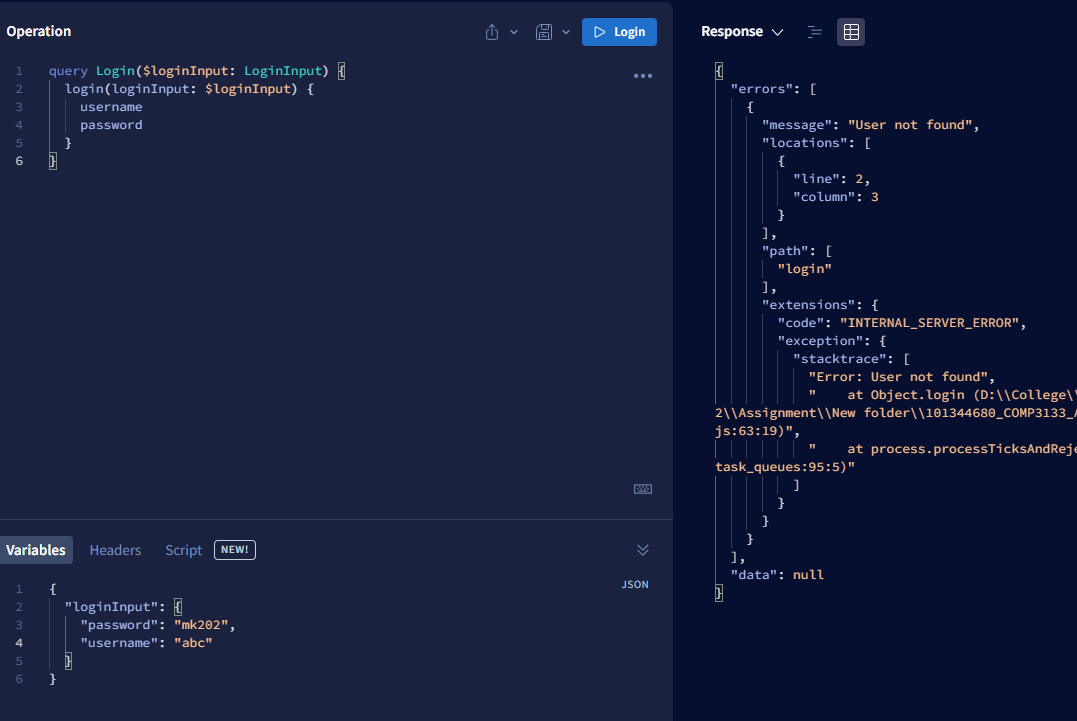 Operation
Login
1 query Login($loginInput: LoginInput) {
2 login(loginInput: $loginInput) {
3 username
4 password
5 }
6 }
Variables Headers Script NEW!
JSON
1 {
2 "loginInput": {
3 "password": "mk202",
4 "username": "abc"
5 }
6 }
Response
{
"errors": [
{
"message": "User not found",
"locations": [
{
"line": 2,
"column": 3
}
],
"path": [
"login"
],
"extensions": {
"code": "INTERNAL_SERVER_ERROR",
"exception": {
"stacktrace": [
"Error: User not found",
" at Object.login (D:\\College\\
2\\Assignment\\New folder\\101344680_COMP3133_
js:63:19)",
" at process.processTicksAndReje
task_queues:95:5)"
]
}
}
}
],
"data": null
}